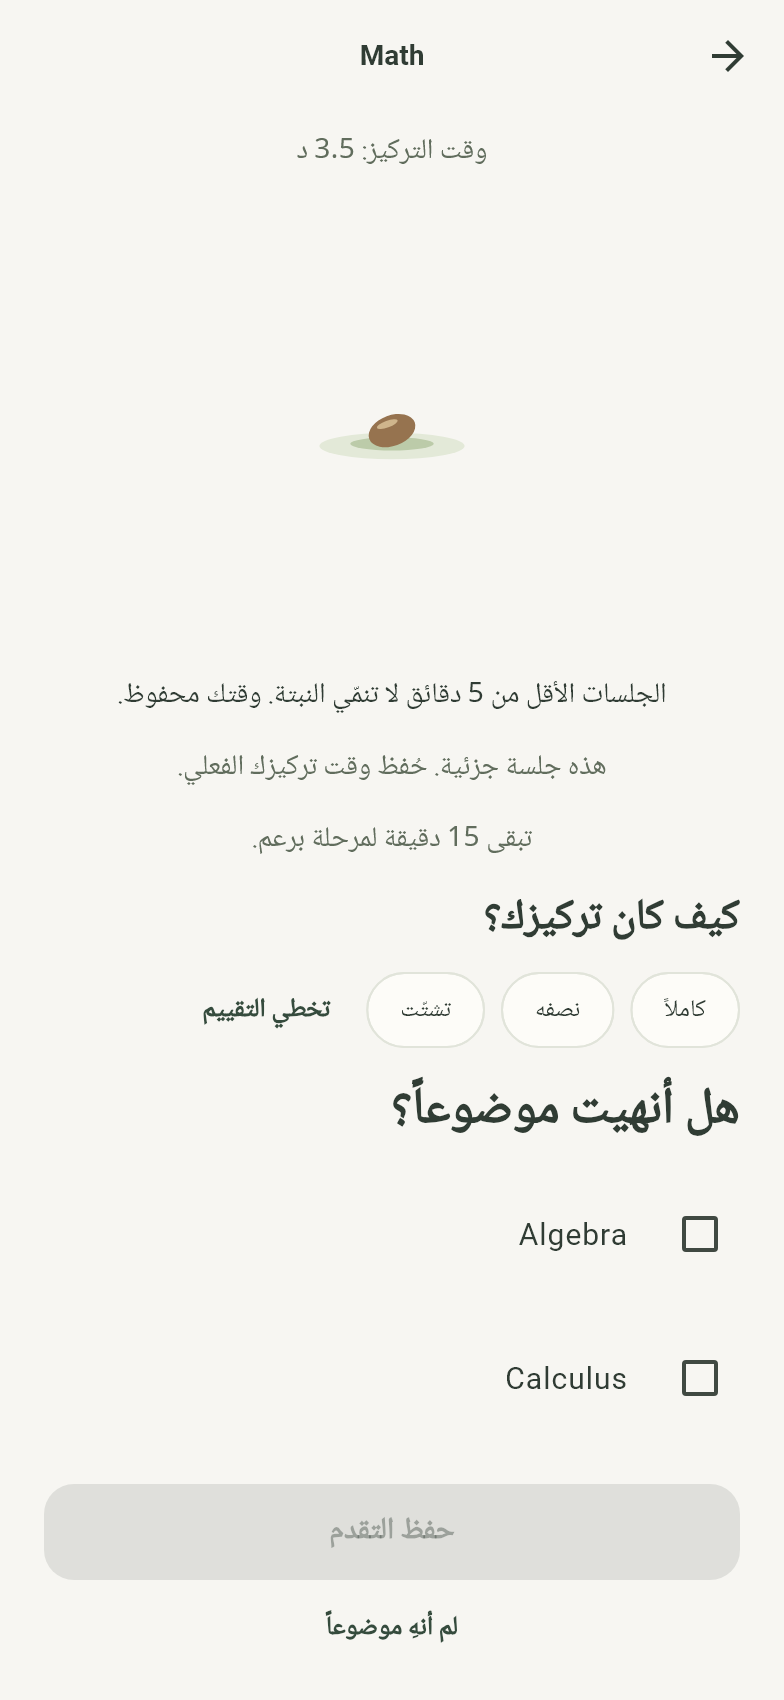 Math
وقت التركيز: 3.5 د
الجلسات الأقل من 5 دقائق لا تنمّي النبتة. وقتك محفوظ.
هذه جلسة جزئية. حُفظ وقت تركيزك الفعلي.
تبقى 15 دقيقة لمرحلة برعم.
كيف كان تركيزك؟
كاملاً نصفه تشتّت تخطي التقييم
هل أنهيت موضوعاً؟
Algebra
Calculus
حفظ التقدم
لم أنهِ موضوعاً